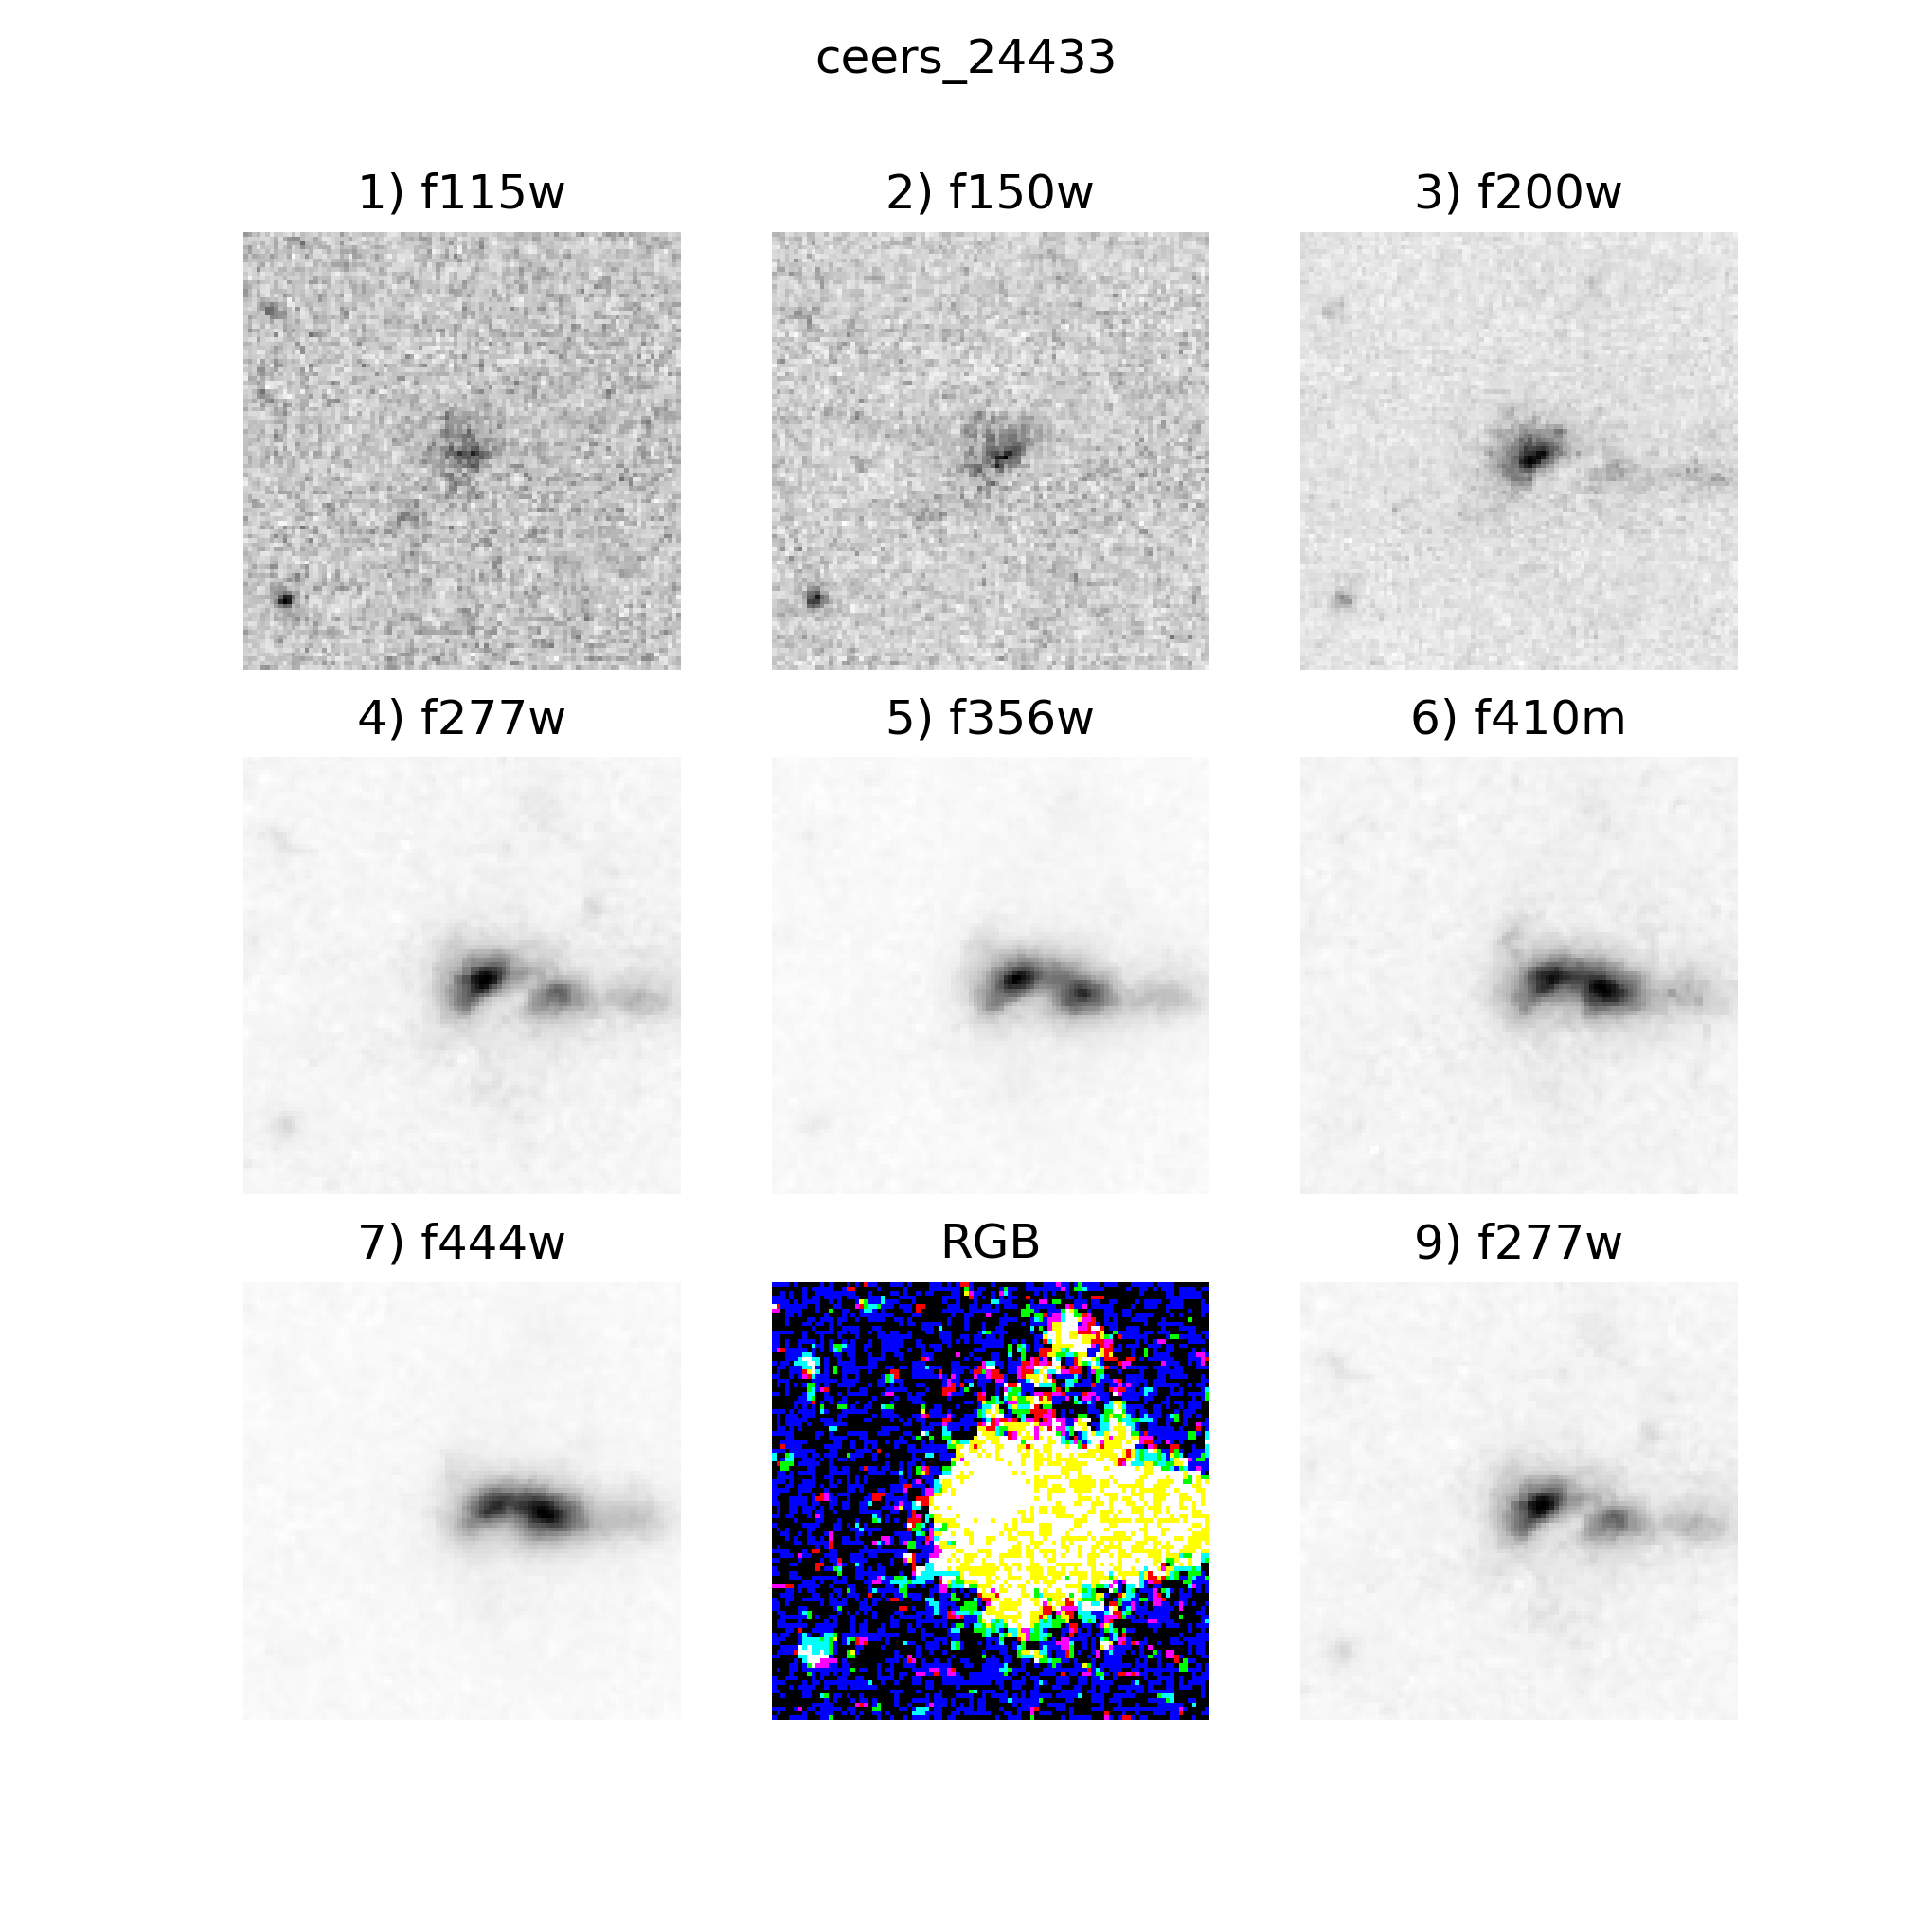 ceers_24433
1) f115w
2) f150w
3) f200w
4) f277w
5) f356w
6) f410m
7) f444w
RGB
9) f277w